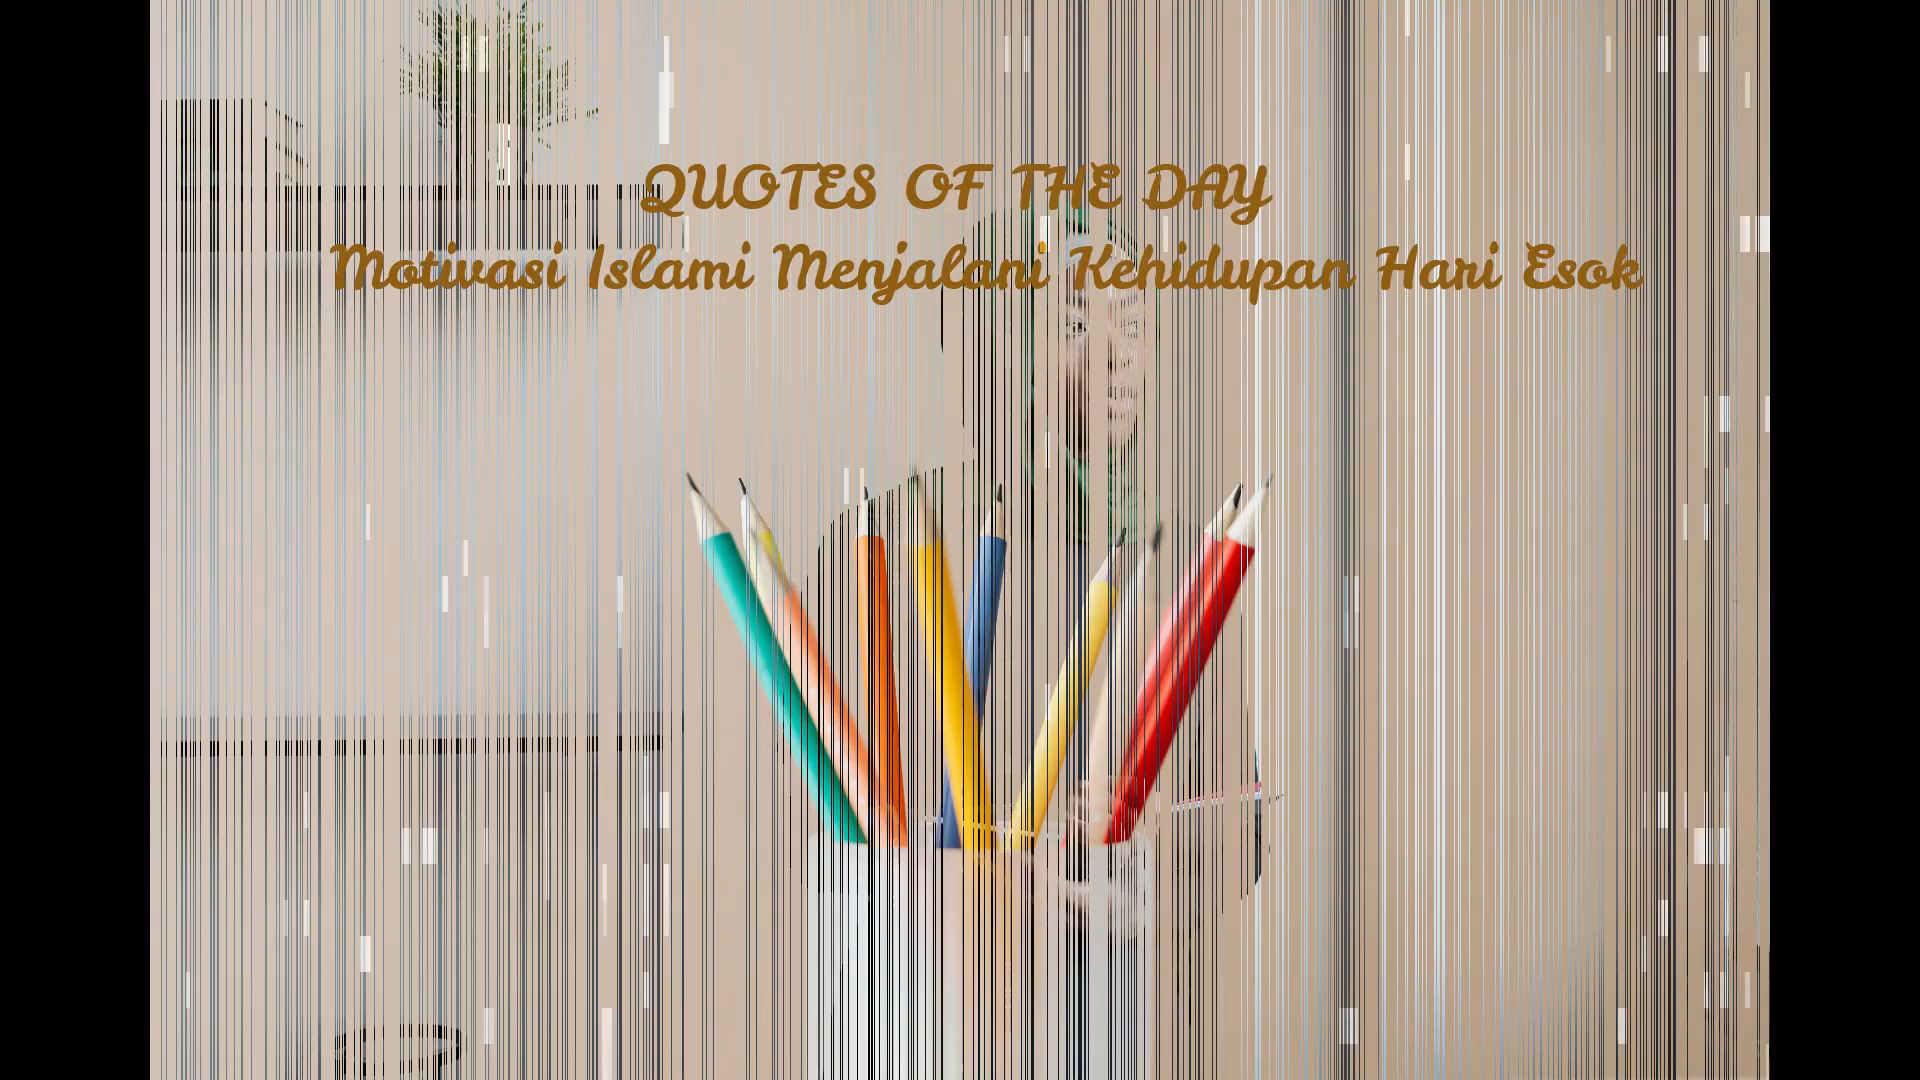 QUOTES OF THE DAY
Motivasi Islami Menjalani Kehidupan Hari Esok